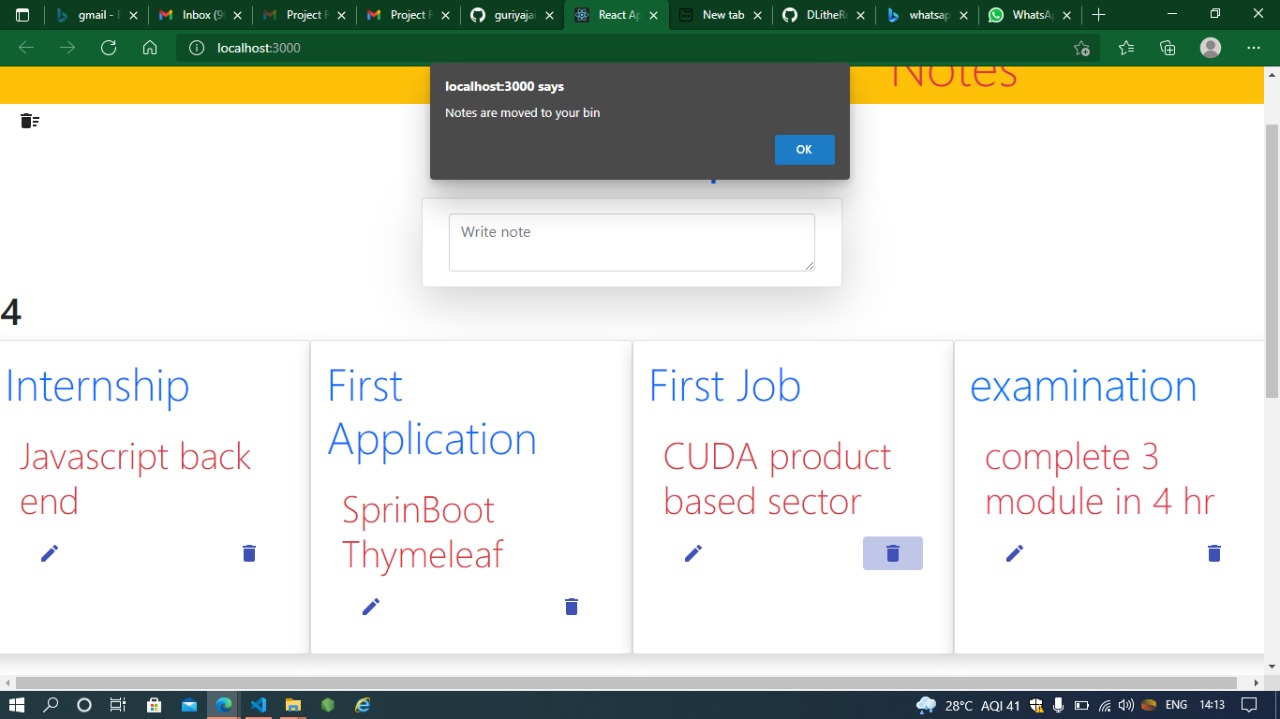 gmail -
Inbox (9
Project
Project
guriyajai
React Ap
New tab
DLitheR
whatsap
WhatsA
localhost:3000
Notes
localhost:3000 says
Notes are moved to your bin
OK
Write note
4
Internship
Javascript back
end
First
Application
SprinBoot
Thymeleaf
First Job
CUDA product
based sector
examination
complete 3
module in 4 hr
28°C AQI 41
ENG
14:13